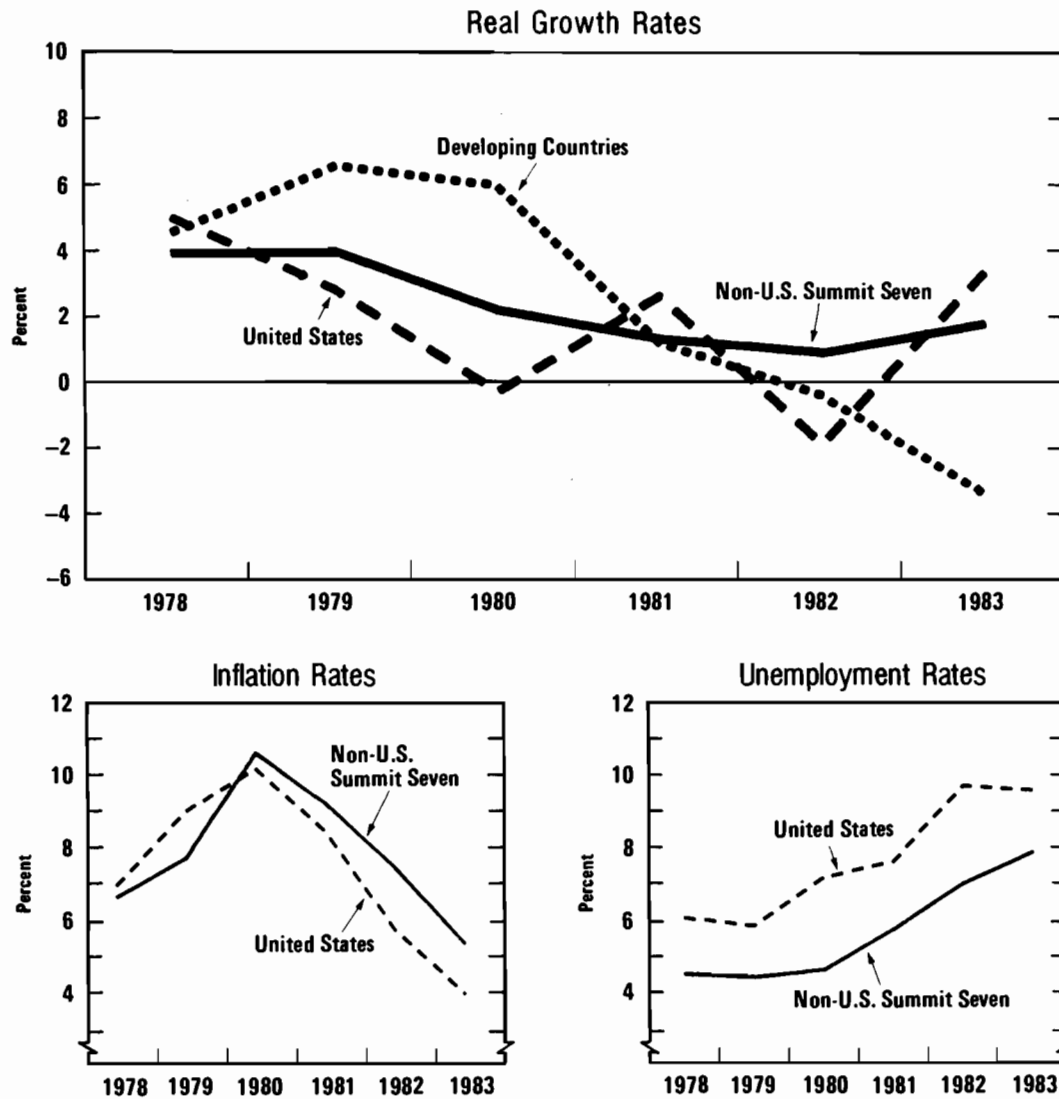 Real Growth Rates
10
8
6
4
2
0
−2
−4
−6
Percent
Developing Countries
Non-U.S. Summit Seven
United States
1978 1979 1980 1981 1982 1983
Inflation Rates
12
10
8
6
4
Percent
Non-U.S.
Summit Seven
United States
1978 1979 1980 1981 1982 1983
Unemployment Rates
12
10
8
6
4
Percent
United States
Non-U.S. Summit Seven
1978 1979 1980 1981 1982 1983